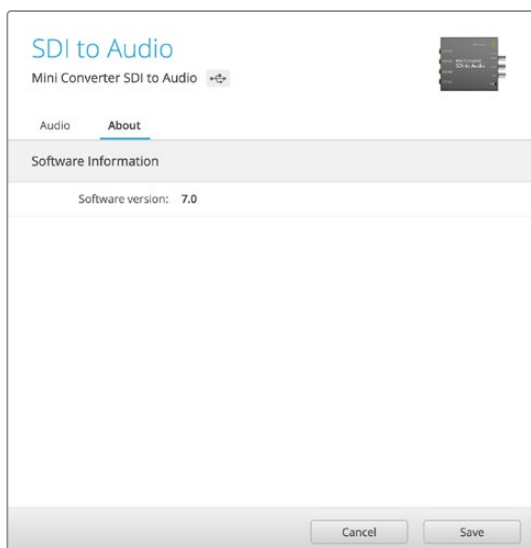 SDI to Audio
Mini Converter SDI to Audio
Audio About
Software Information
Software version: 7.0
Cancel Save